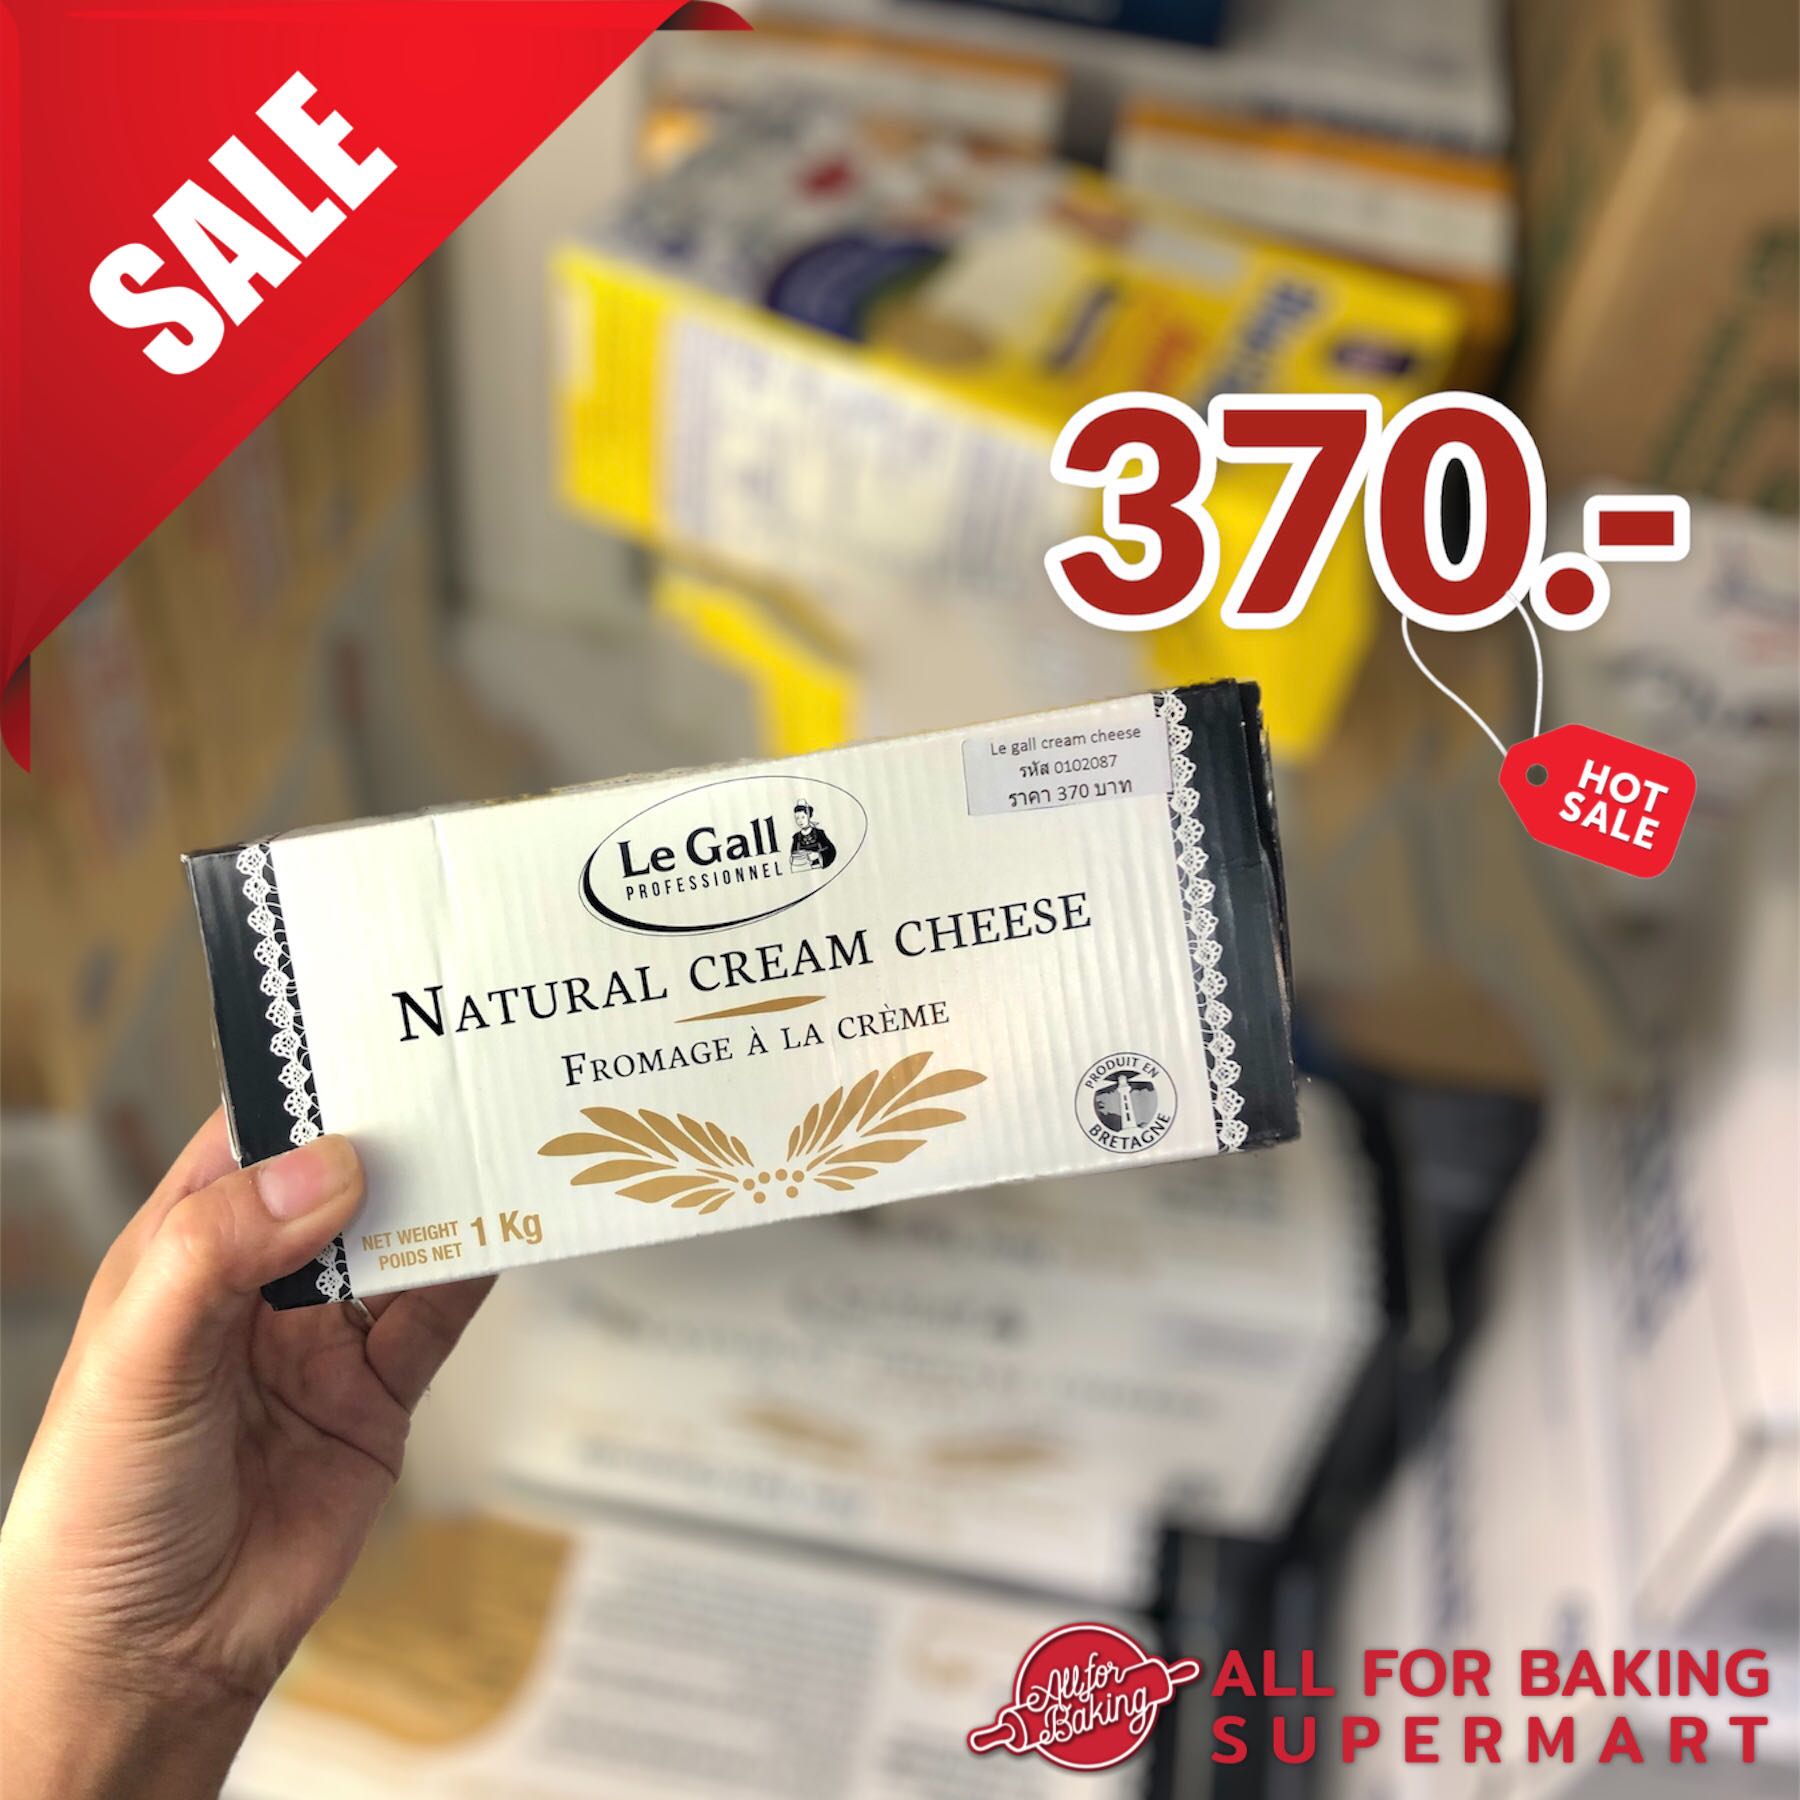 SALE
370.-
HOT
SALE
Le gall cream cheese
รหัส 0102087
ราคา 370 บาท
Le Gall
PROFESSIONNEL
NATURAL CREAM CHEESE
FROMAGE À LA CRÈME
PRODUIT EN
BRETAGNE
NET WEIGHT
POIDS NET
1 Kg
All for
Baking
ALL FOR BAKING
SUPERMART